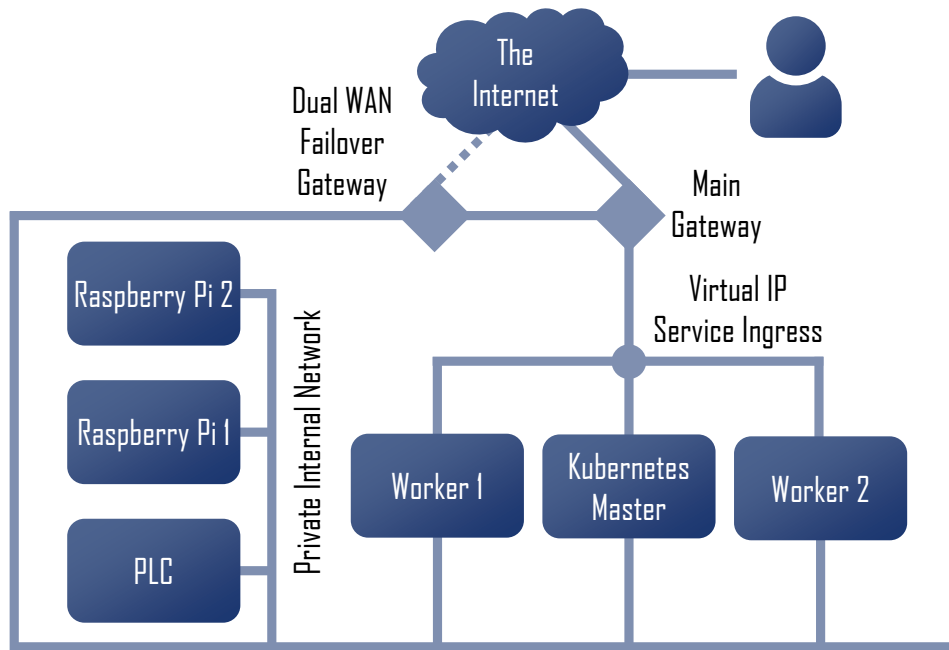 The
Internet
Dual WAN
Failover
Gateway
Main
Gateway
Virtual IP
Service Ingress
Raspberry Pi 2
Raspberry Pi 1
PLC
Private Internal Network
Worker 1
Kubernetes
Master
Worker 2